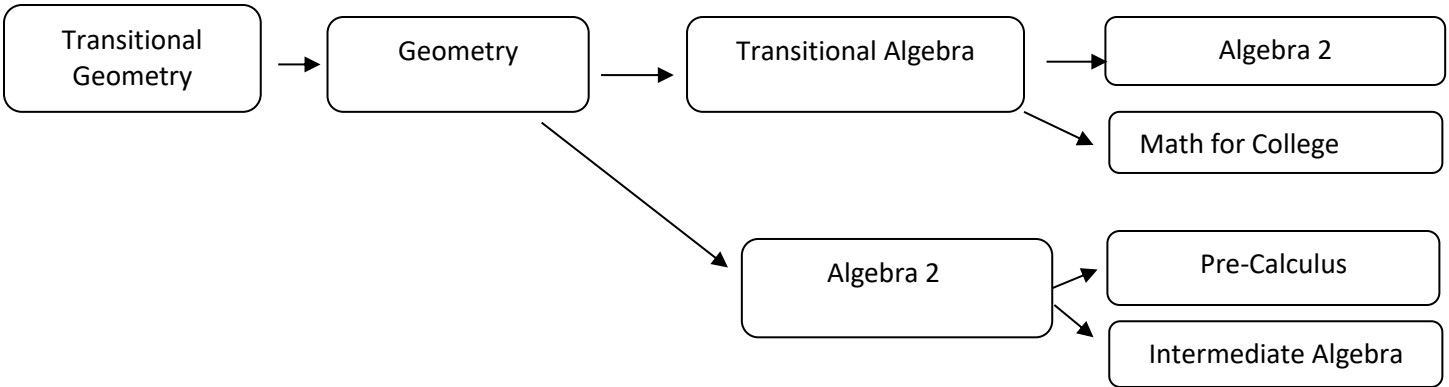 Transitional
Geometry
Geometry
Transitional Algebra
Algebra 2
Math for College
Algebra 2
Pre-Calculus
Intermediate Algebra